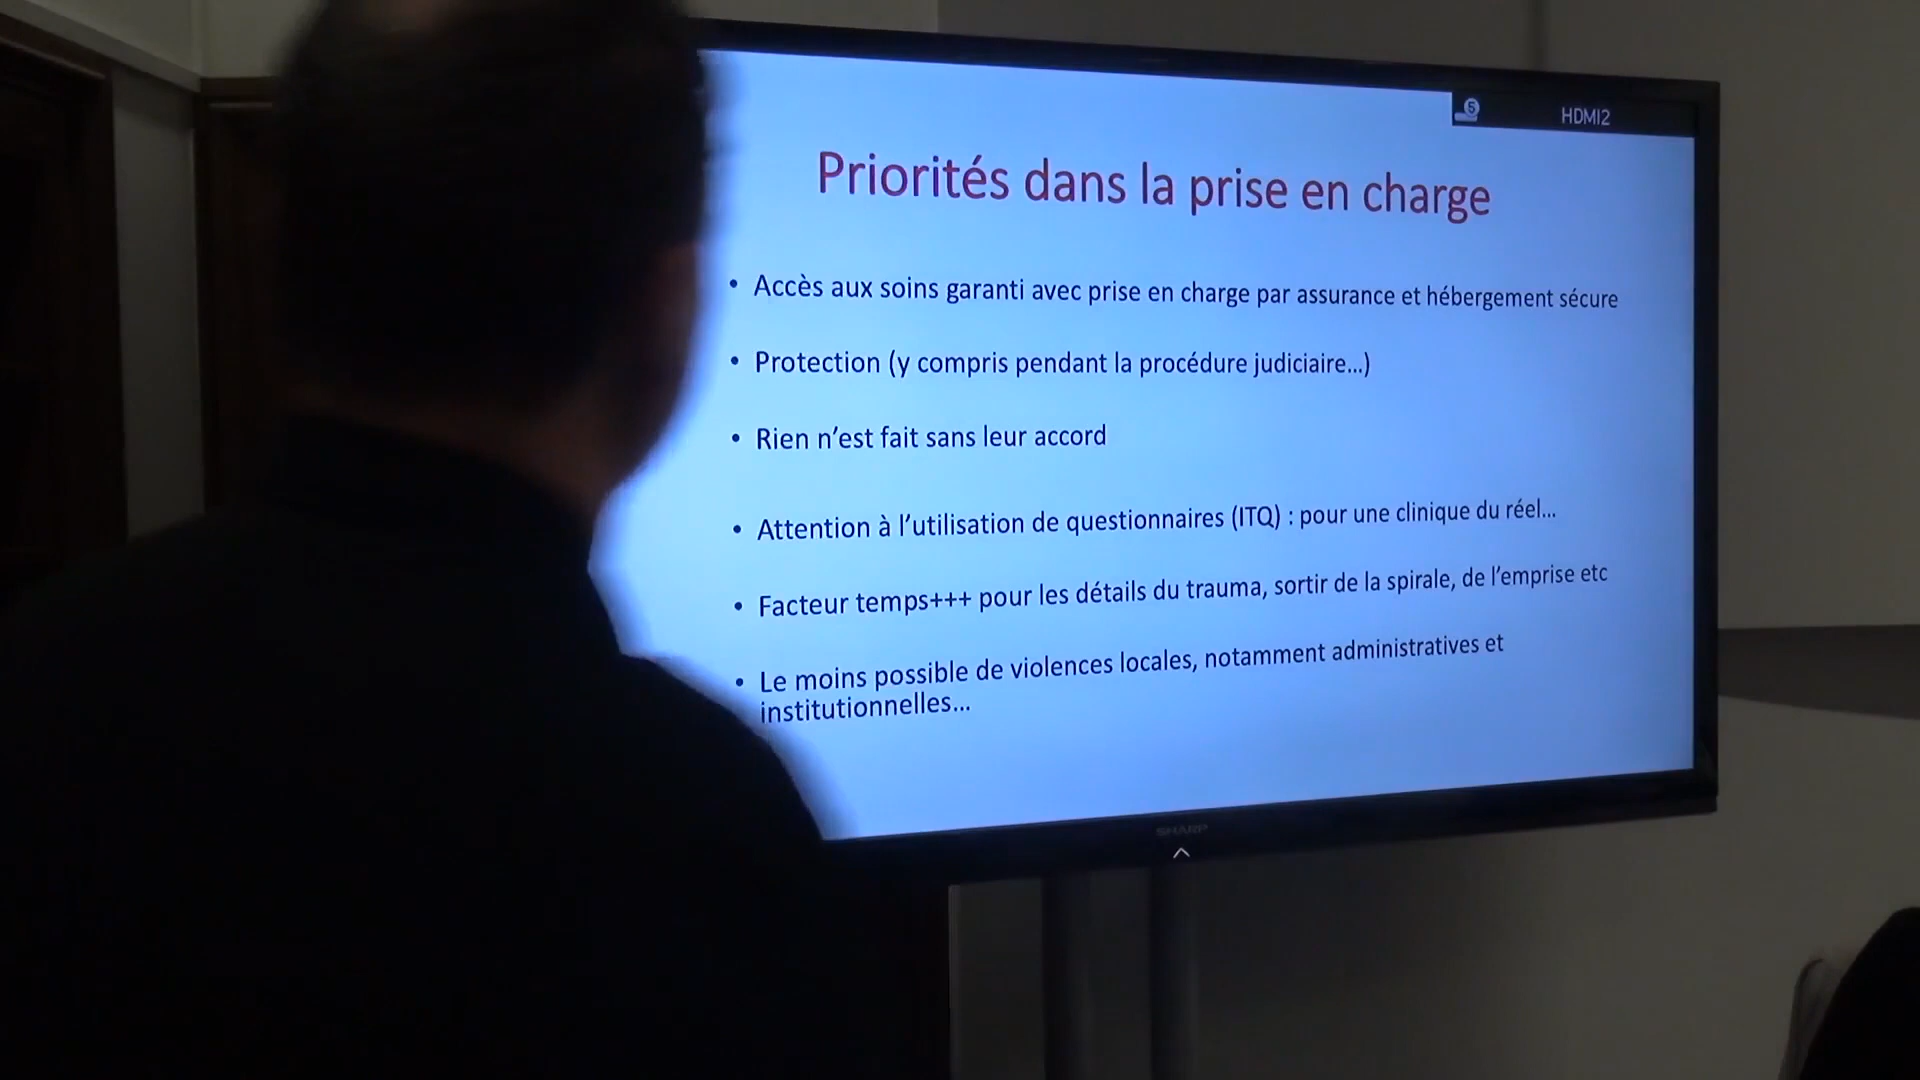 5
HDMI2
Priorités dans la prise en charge
• Accès aux soins garanti avec prise en charge par assurance et hébergement sécure
• Protection (y compris pendant la procédure judiciaire...)
• Rien n’est fait sans leur accord
• Attention à l’utilisation de questionnaires (ITQ) : pour une clinique du réel...
• Facteur temps+++ pour les détails du trauma, sortir de la spirale, de l’emprise etc
• Le moins possible de violences locales, notamment administratives et
institutionnelles...
SHARP